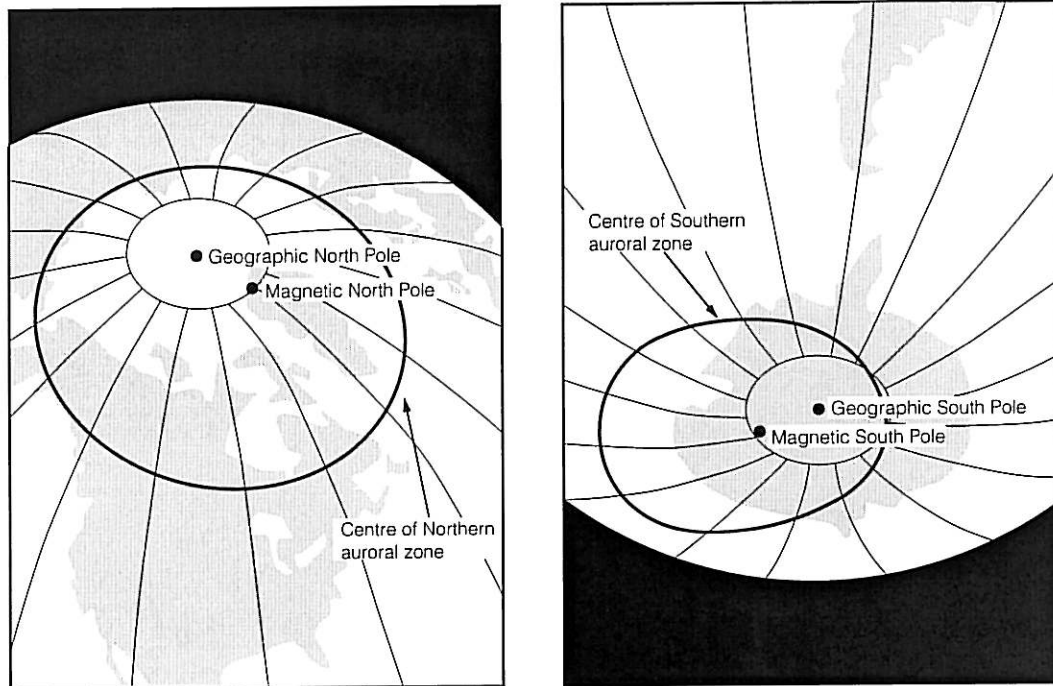 Geographic North Pole
Magnetic North Pole
Centre of Northern
auroral zone
Centre of Southern
auroral zone
Geographic South Pole
Magnetic South Pole